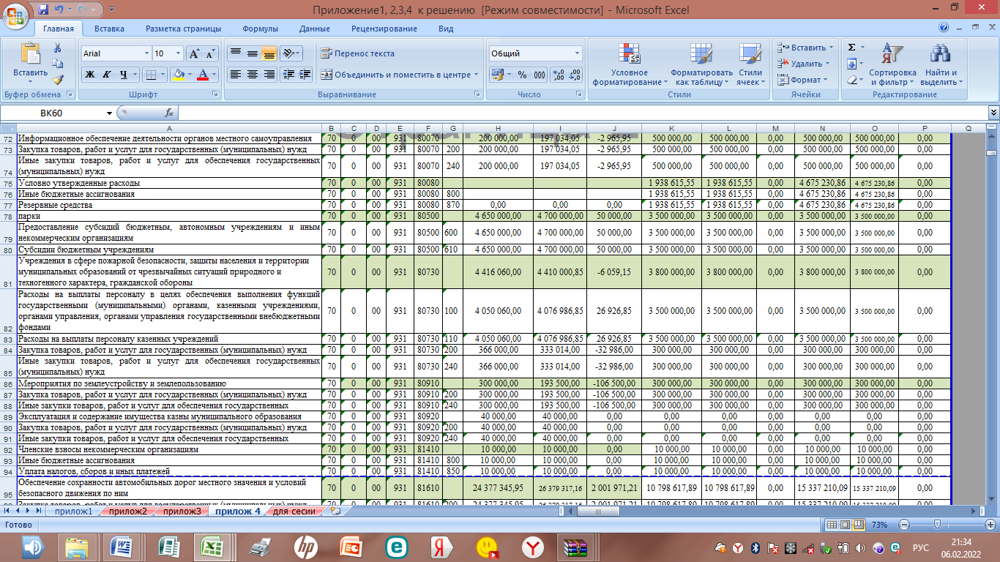 Приложение1, 2,3,4 к решению [Режим совместимости] - Microsoft Excel
Главная Вставка Разметка страницы Формулы Данные Рецензирование Вид
Вставить
Arial 10
Ж К Ч
Перенос текста
Объединить и поместить в центре
Общий
% 000
Условное форматирование
Форматировать как таблицу
Стили ячеек
Вставить
Удалить
Формат
Сортировка и фильтр
Найти и выделить
Буфер обмена Шрифт Выравнивание Число Стили Ячейки Редактирование
BK60 fx
A B C D E F G H I J K L M N O P Q
72 Информационное обеспечение деятельности органов местного самоуправления 70 0 00 931 80070 200 000,00 197 034,05 -2 965,95 500 000,00 500 000,00 0,00 500 000,00 500 000,00 0,00
73 Закупка товаров, работ и услуг для государственных (муниципальных) нужд 70 0 00 931 80070 200 200 000,00 197 034,05 -2 965,95 500 000,00 500 000,00 0,00 500 000,00 500 000,00 0,00
74 Иные закупки товаров, работ и услуг для обеспечения государственных (муниципальных) нужд 70 0 00 931 80070 240 200 000,00 197 034,05 -2 965,95 500 000,00 500 000,00 0,00 500 000,00 500 000,00 0,00
75 Условно утвержденные расходы 70 0 00 931 80080 1 938 615,55 1 938 615,55 0,00 4 675 230,86 4 675 230,86 0,00
76 Иные бюджетные ассигнования 70 0 00 931 80080 800 1 938 615,55 1 938 615,55 0,00 4 675 230,86 4 675 230,86 0,00
77 Резервные средства 70 0 00 931 80080 870 0,00 0,00 0,00 1 938 615,55 1 938 615,55 0,00 4 675 230,86 4 675 230,86 0,00
78 парки 70 0 00 931 80500 4 650 000,00 4 700 000,00 50 000,00 3 500 000,00 3 500 000,00 0,00 3 500 000,00 3 500 000,00 0,00
79 Предоставление субсидий бюджетным, автономным учреждениям и иным некоммерческим организациям 70 0 00 931 80500 600 4 650 000,00 4 700 000,00 50 000,00 3 500 000,00 3 500 000,00 0,00 3 500 000,00 3 500 000,00 0,00
80 Субсидии бюджетным учреждениям 70 0 00 931 80500 610 4 650 000,00 4 700 000,00 50 000,00 3 500 000,00 3 500 000,00 0,00 3 500 000,00 3 500 000,00 0,00
81 Учреждения в сфере пожарной безопасности, защиты населения и территории муниципальных образований от чрезвычайных ситуаций природного и техногенного характера, гражданской обороны 70 0 00 931 80730 4 416 060,00 4 410 000,85 -6 059,15 3 800 000,00 3 800 000,00 0,00 3 800 000,00 3 800 000,00 0,00
82 Расходы на выплаты персоналу в целях обеспечения выполнения функций государственными (муниципальными) органами, казенными учреждениями, органами управления, органами управления государственными внебюджетными фондами 70 0 00 931 80730 100 4 050 060,00 4 076 986,85 26 926,85 3 500 000,00 3 500 000,00 0,00 3 500 000,00 3 500 000,00 0,00
83 Расходы на выплаты персоналу казенных учреждений 70 0 00 931 80730 110 4 050 060,00 4 076 986,85 26 926,85 3 500 000,00 3 500 000,00 0,00 3 500 000,00 3 500 000,00 0,00
84 Закупка товаров, работ и услуг для государственных (муниципальных) нужд 70 0 00 931 80730 200 366 000,00 333 014,00 -32 986,00 300 000,00 300 000,00 0,00 300 000,00 300 000,00 0,00
85 Иные закупки товаров, работ и услуг для обеспечения государственных (муниципальных) нужд 70 0 00 931 80730 240 366 000,00 333 014,00 -32 986,00 300 000,00 300 000,00 0,00 300 000,00 300 000,00 0,00
86 Мероприятия по землеустройству и землепользованию 70 0 00 931 80910 300 000,00 193 500,00 -106 500,00 300 000,00 300 000,00 0,00 300 000,00 300 000,00 0,00
87 Закупка товаров, работ и услуг для государственных (муниципальных) нужд 70 0 00 931 80910 200 300 000,00 193 500,00 -106 500,00 300 000,00 300 000,00 0,00 300 000,00 300 000,00 0,00
88 Иные закупки товаров, работ и услуг для обеспечения государственных 70 0 00 931 80910 240 300 000,00 193 500,00 -106 500,00 300 000,00 300 000,00 0,00 300 000,00 300 000,00 0,00
89 Эксплуатация и содержание имущества казны муниципального образования 70 0 00 931 80920 40 000,00 40 000,00 0,00 0,00 0,00 0,00 0,00 0,00 0,00
90 Закупка товаров, работ и услуг для государственных (муниципальных) нужд 70 0 00 931 80920 200 40 000,00 40 000,00 0,00 0,00 0,00 0,00 0,00 0,00 0,00
91 Иные закупки товаров, работ и услуг для обеспечения государственных 70 0 00 931 80920 240 40 000,00 40 000,00 0,00 0,00 0,00 0,00 0,00 0,00 0,00
92 Членские взносы некоммерческим организациям 70 0 00 931 81410 10 000,00 10 000,00 0,00 10 000,00 10 000,00 0,00 10 000,00 10 000,00 0,00
93 Иные бюджетные ассигнования 70 0 00 931 81410 800 10 000,00 10 000,00 0,00 10 000,00 10 000,00 0,00 10 000,00 10 000,00 0,00
94 Уплата налогов, сборов и иных платежей 70 0 00 931 81410 850 10 000,00 10 000,00 0,00 10 000,00 10 000,00 0,00 10 000,00 10 000,00 0,00
95 Обеспечение сохранности автомобильных дорог местного значения и условий безопасного движения по ним 70 0 00 931 81610 24 377 345,95 26 379 317,16 2 001 971,21 10 798 617,89 10 798 617,89 0,00 15 337 210,09 15 337 210,09 0,00
прилож1 прилож2 прилож3 прилож 4 для сесии
Готово 73%
РУС 21:34
06.02.2022